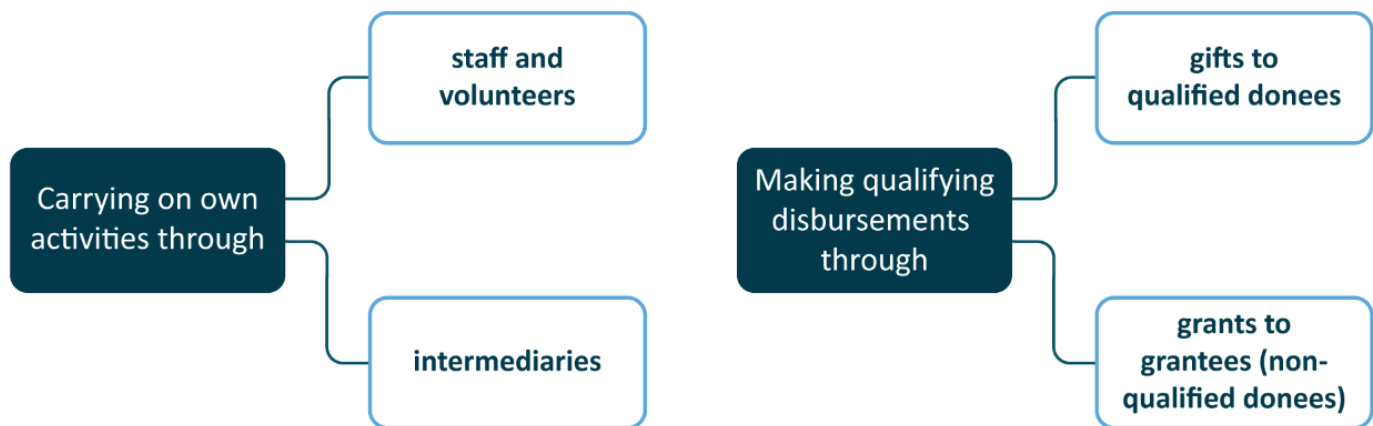 Carrying on own
activities through
staff and
volunteers
intermediaries
Making qualifying
disbursements
through
gifts to
qualified donees
grants to
grantees (non-
qualified donees)